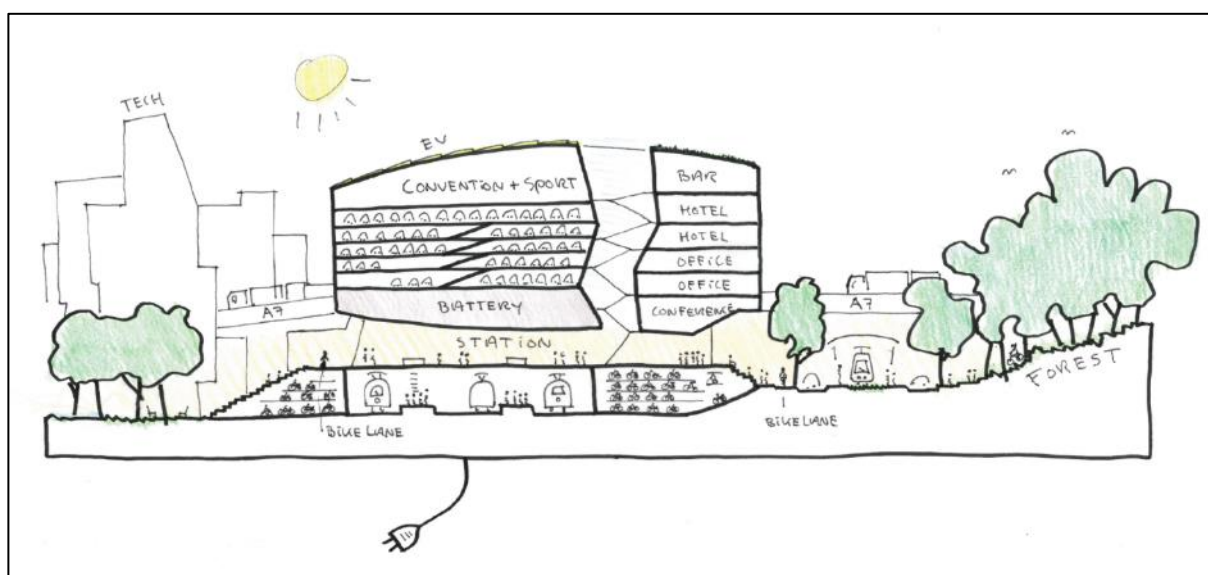 TECH
EV
CONVENTION + SPORT
BAR
HOTEL
HOTEL
OFFICE
OFFICE
A7
BATTERY
CONFERENCE
A7
STATION
FOREST
BIKE LANE
BIKE LANE